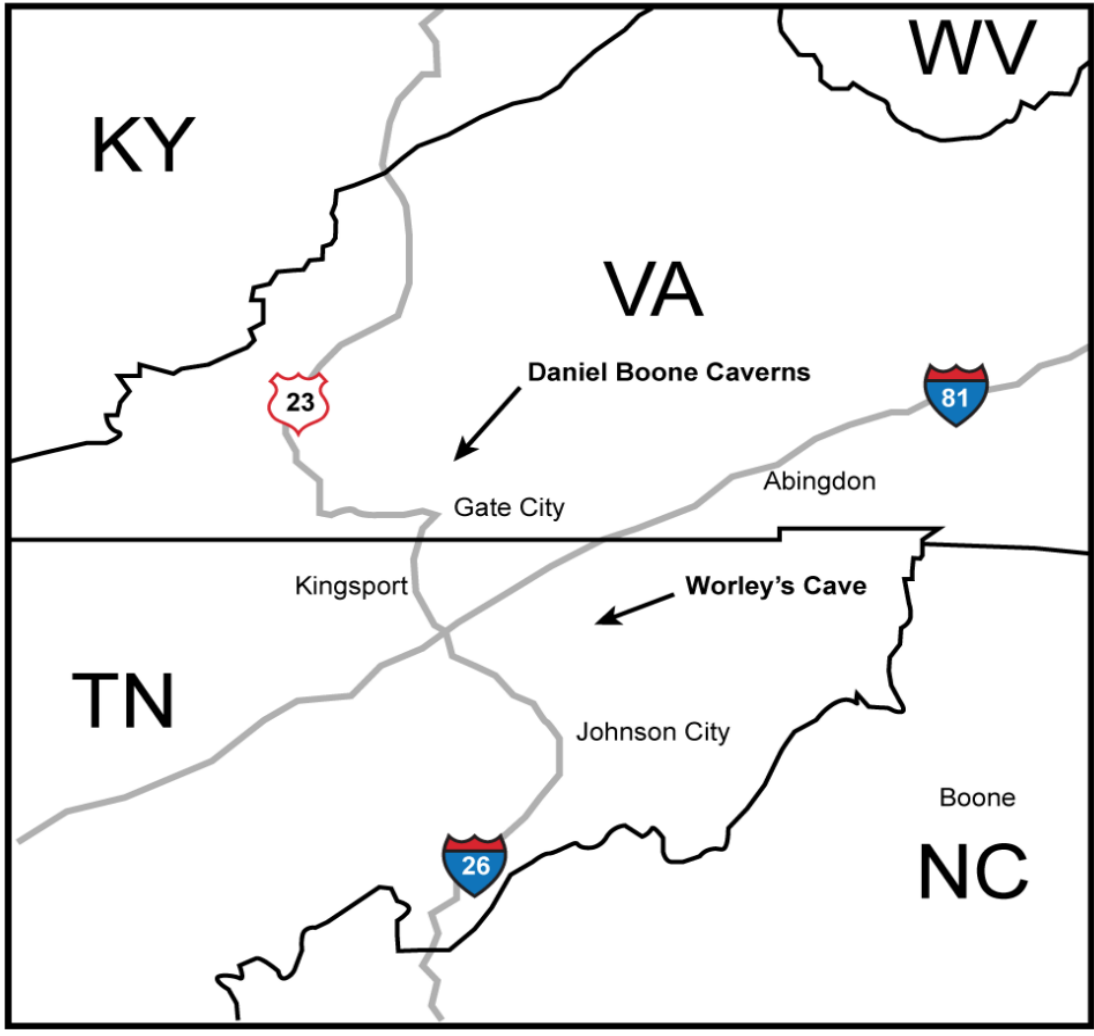 WV
KY
VA
Daniel Boone Caverns
23
81
Abingdon
Gate City
Kingsport
Worley's Cave
TN
Johnson City
Boone
26
NC